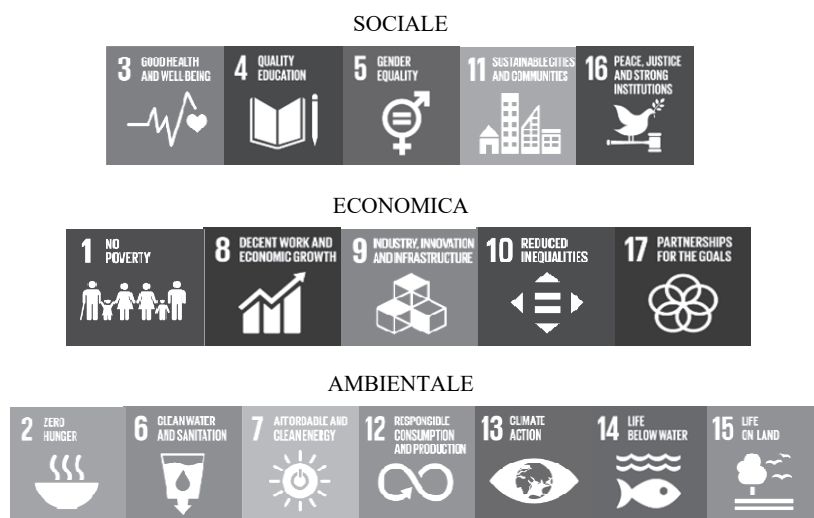 SOCIALE
3 GOOD HEALTH
AND WELL-BEING
4 QUALITY
EDUCATION
5 GENDER
EQUALITY
11 SUSTAINABLE CITIES
AND COMMUNITIES
16 PEACE, JUSTICE
AND STRONG
INSTITUTIONS
ECONOMICA
1 NO
POVERTY
8 DECENT WORK AND
ECONOMIC GROWTH
9 INDUSTRY, INNOVATION
AND INFRASTRUCTURE
10 REDUCED
INEQUALITIES
17 PARTNERSHIPS
FOR THE GOALS
AMBIENTALE
2 ZERO
HUNGER
6 CLEAN WATER
AND SANITATION
7 AFFORDABLE AND
CLEAN ENERGY
12 RESPONSIBLE
CONSUMPTION
AND PRODUCTION
13 CLIMATE
ACTION
14 LIFE
BELOW WATER
15 LIFE
ON LAND